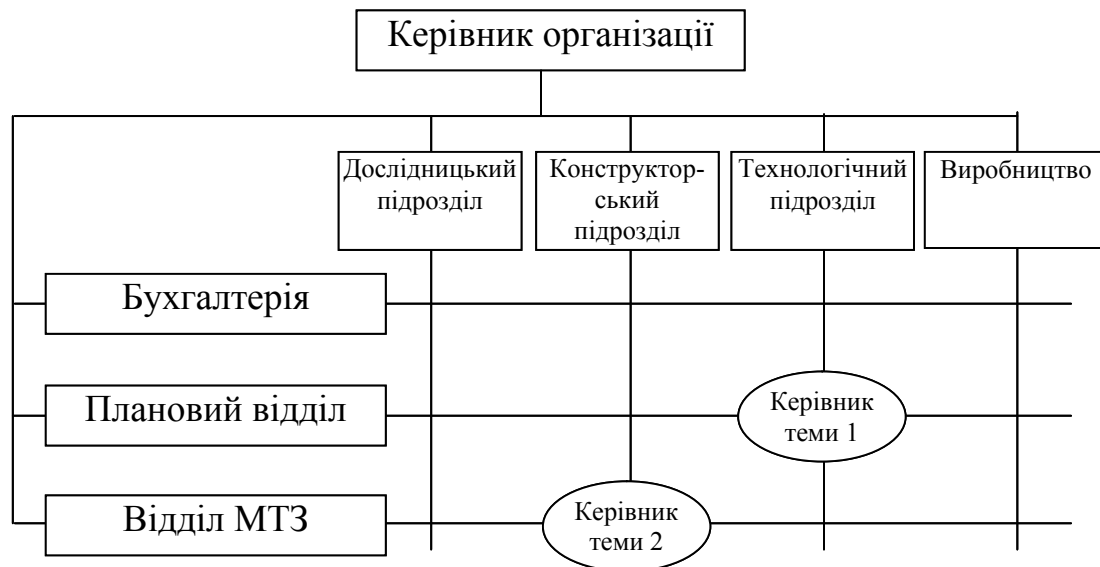 Керівник організації
Дослідницький
підрозділ
Конструктор-
ський
підрозділ
Технологічний
підрозділ
Виробництво
Бухгалтерія
Плановий відділ
Керівник
теми 1
Відділ МТЗ
Керівник
теми 2